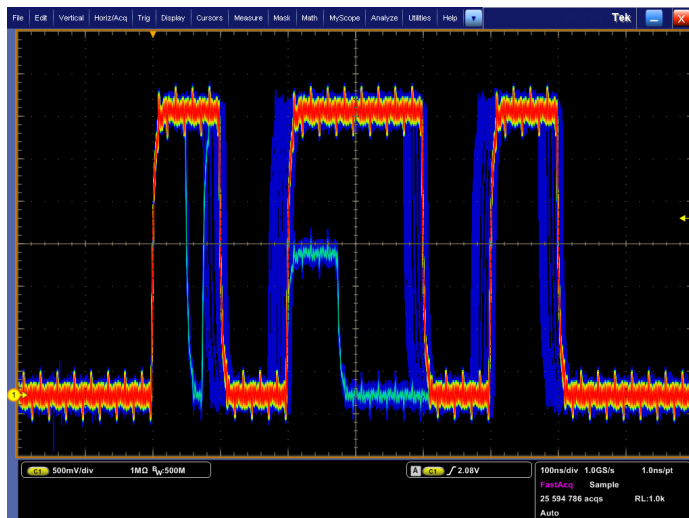 File Edit Vertical Horiz/Acq Trig Display Cursors Measure Mask Math MyScope Analyze Utilities Help Tek X
1
C1 500mV/div 1MΩ BW:500M A C1 2.08V 100ns/div 1.0GS/s 1.0ns/pt
FastAcq Sample
25 594 786 acqs RL:1.0k
Auto